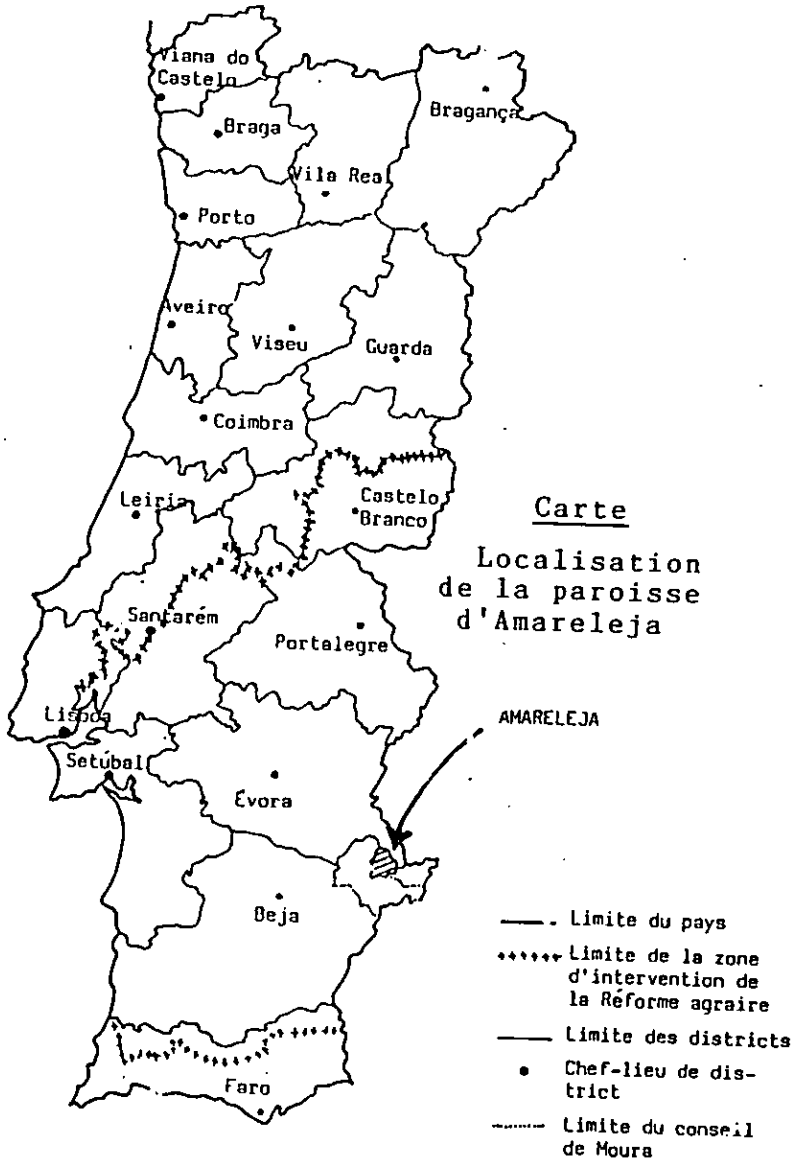 Viana do
Castelo
Braga
Bragança
Vila Real
Porto
Aveiro
Viseu
Guarda
Coimbra
Leiria
Castelo
Branco
Carte
Localisation
de la paroisse
d'Amareleja
Santarém
Portalegre
Lisboa
AMARELEJA
Setúbal
Évora
Beja
Faro
Limite du pays
Limite de la zone
d'intervention de
la Réforme agraire
Limite des districts
Chef-lieu de dis-
trict
Limite du conseil
de Moura